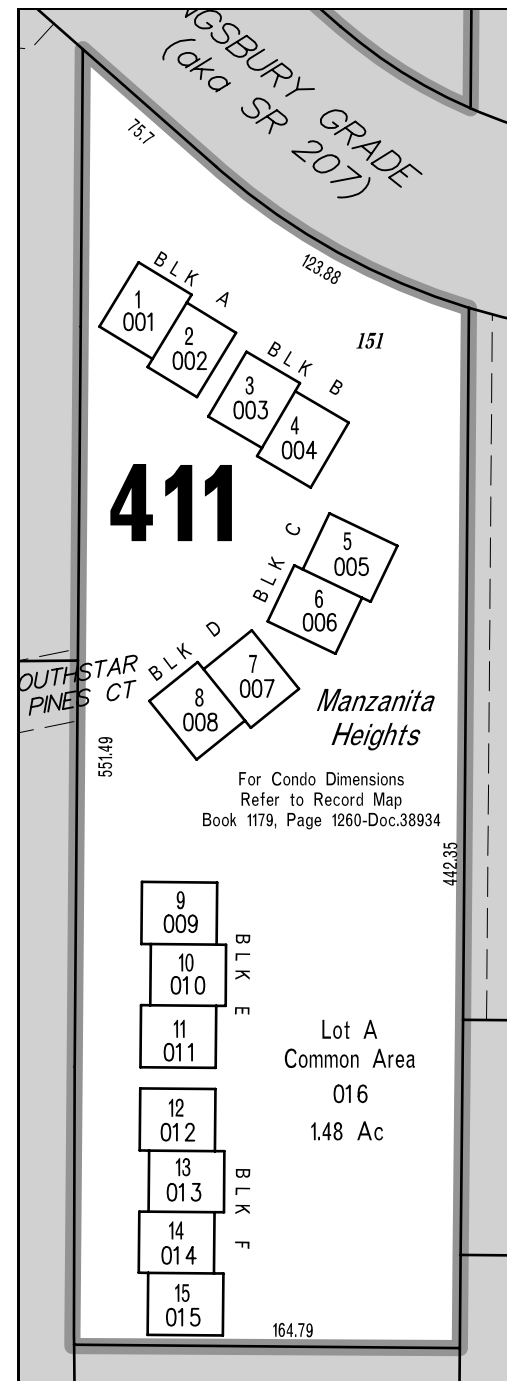 NGSBURY GRADE
(aka SR 207)
75.7
123.88
BLK A
1
001
2
002
151
BLK B
3
003
4
004
411
BLK C
5
005
6
006
BLK D
7
007
8
008
OUTHSTAR
PINES CT
Manzanita
Heights
551.49
For Condo Dimensions
Refer to Record Map
Book 1179, Page 1260-Doc.38934
442.35
9
009
10
010
11
011
BLK E
Lot A
Common Area
016
1.48 Ac
12
012
13
013
14
014
15
015
BLK F
164.79